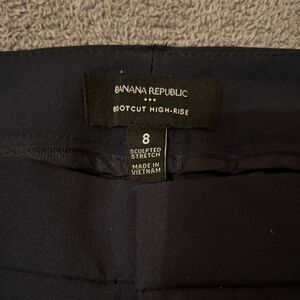 BANANA REPUBLIC
BOOTCUT HIGH-RISE
8
SCULPTED
STRETCH
MADE IN
VIETNAM